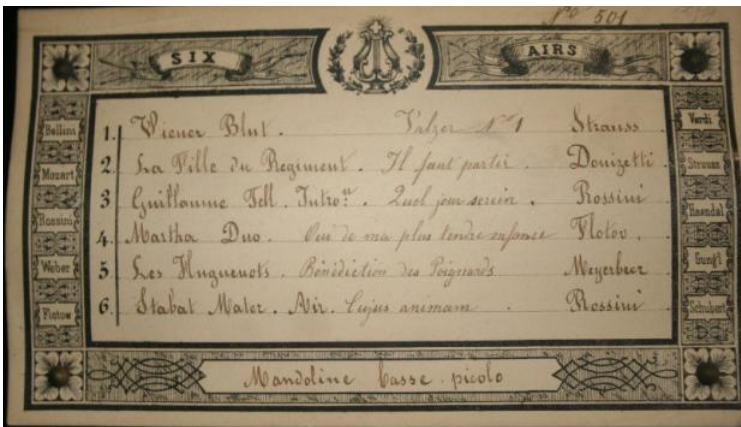 No 501
SIX AIRS
1. Wiener Blut. Valzer No 1 Strauss
2. La Fille du Regiment. Il faut partir. Donizetti
3 Guillaume Tell. Introon. Quel jour serein. Rossini
4. Martha Duo. Oui de ma plus tendre enfance Flotow.
5. Les Huguenots. Bénédiction des Poignards Meyerbeer
6. Stabat Mater. Air. Cujus animam. Rossini
Bellini
Mozart
Rossini
Weber
Flotow
Verdi
Strauss
Haendel
Gungl
Schubert
Mandoline basse. picolo